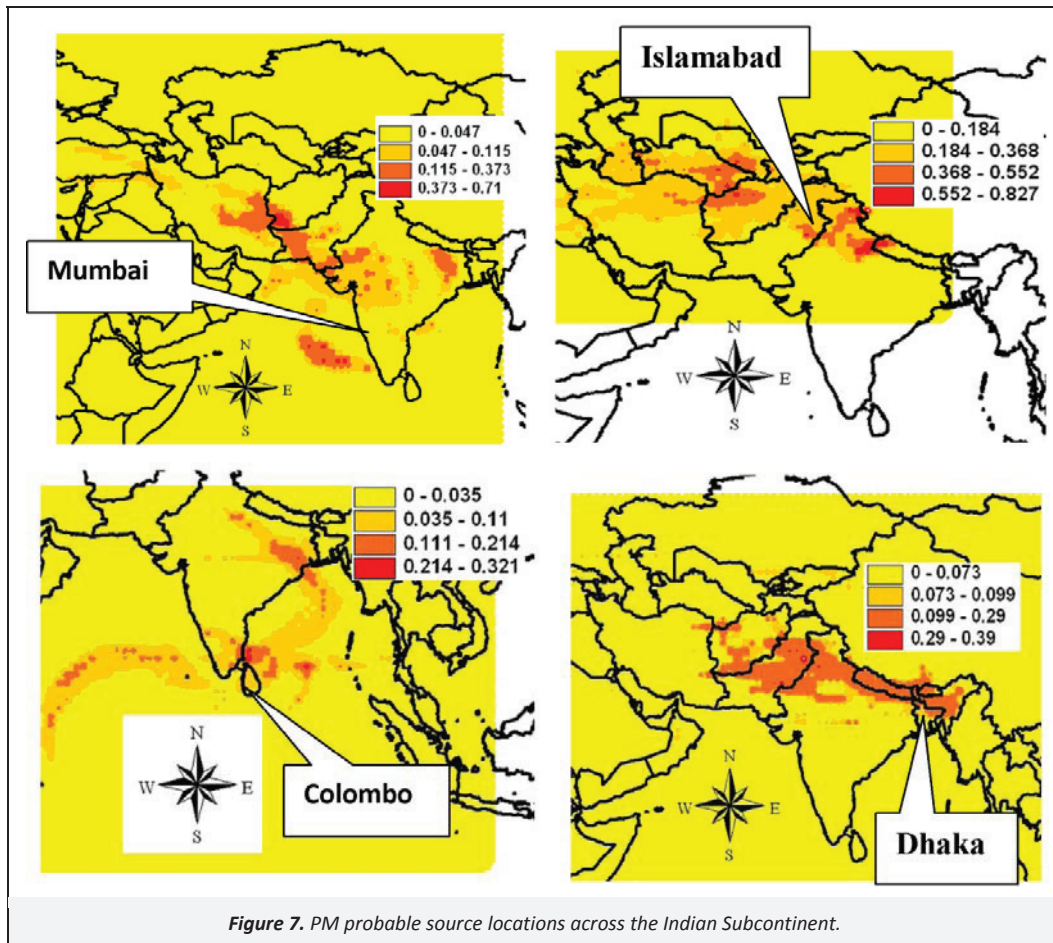 Mumbai
0 - 0.047
0.047 - 0.115
0.115 - 0.373
0.373 - 0.71
N
W E
S
Islamabad
0 - 0.184
0.184 - 0.368
0.368 - 0.552
0.552 - 0.827
N
W E
S
0 - 0.035
0.035 - 0.11
0.111 - 0.214
0.214 - 0.321
N
W E
S
Colombo
0 - 0.073
0.073 - 0.099
0.099 - 0.29
0.29 - 0.39
N
W E
S
Dhaka
Figure 7. PM probable source locations across the Indian Subcontinent.